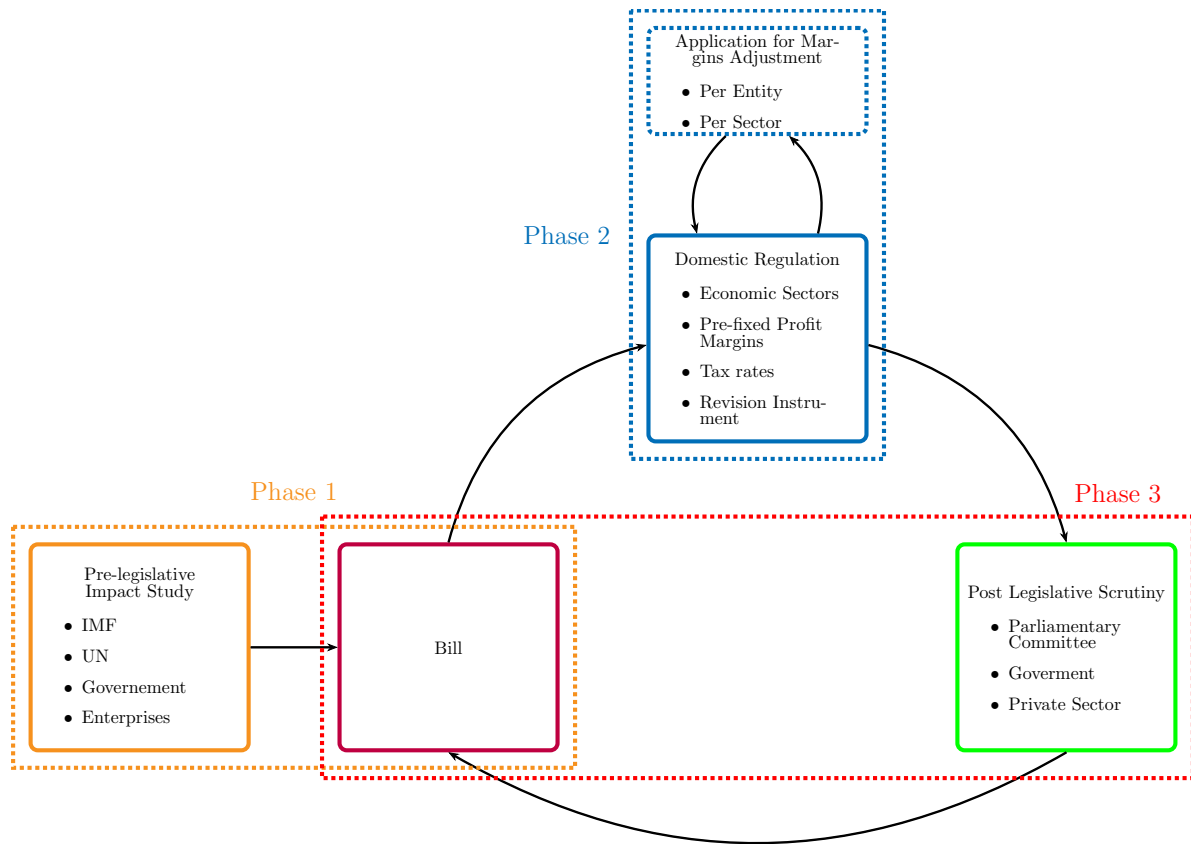 Application for Mar-
gins Adjustment
• Per Entity
• Per Sector
Phase 2
Domestic Regulation
• Economic Sectors
• Pre-fixed Profit
Margins
• Tax rates
• Revision Instru-
ment
Phase 1
Phase 3
Pre-legislative
Impact Study
• IMF
• UN
• Governement
• Enterprises
Bill
Post Legislative Scrutiny
• Parliamentary
Committee
• Goverment
• Private Sector